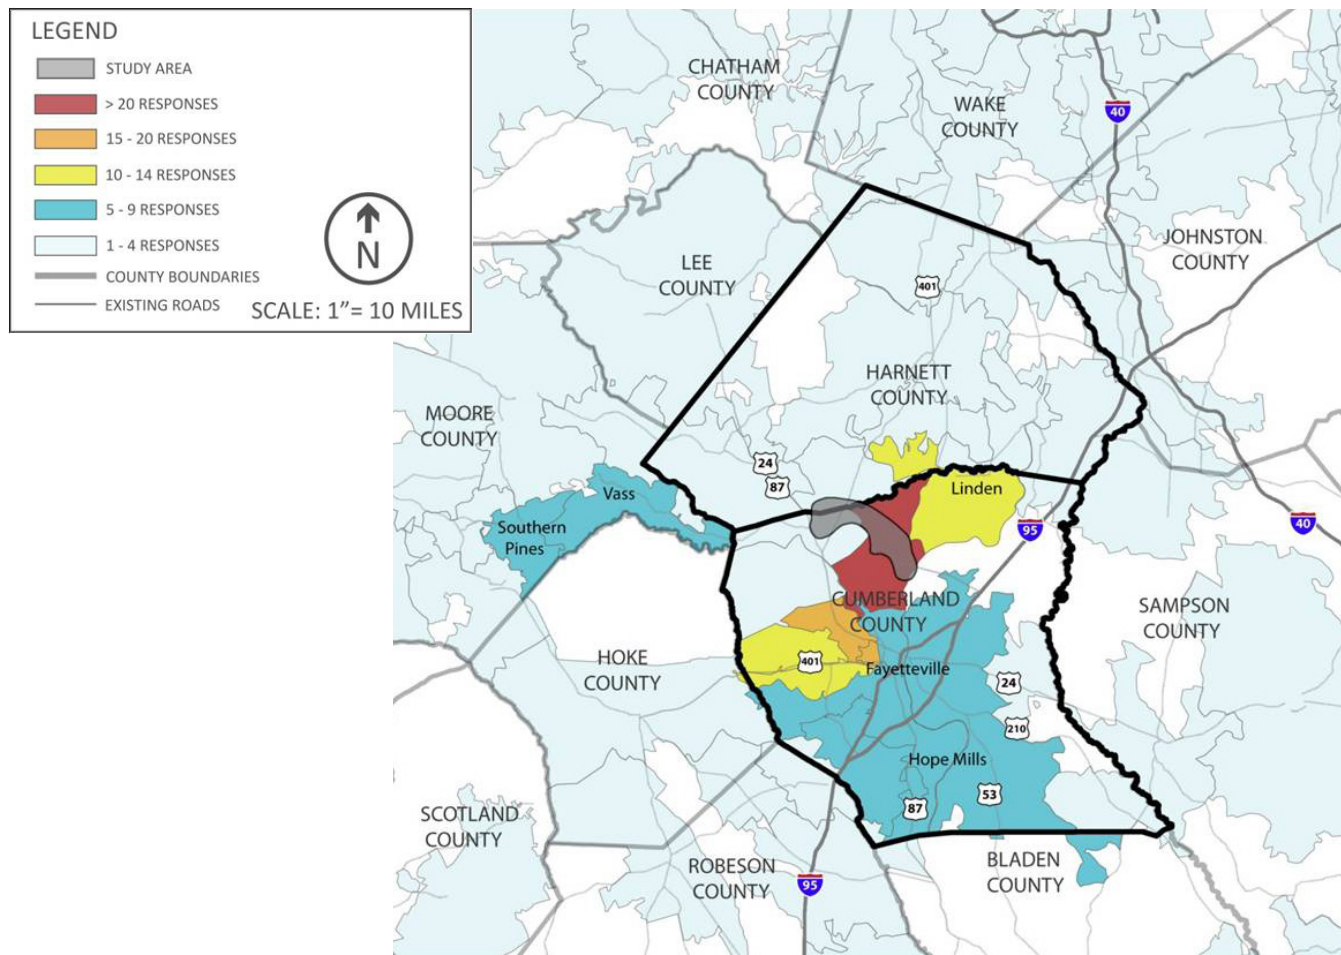 LEGEND
STUDY AREA
> 20 RESPONSES
15 - 20 RESPONSES
10 - 14 RESPONSES
5 - 9 RESPONSES
1 - 4 RESPONSES
COUNTY BOUNDARIES
EXISTING ROADS
N
SCALE: 1”= 10 MILES
CHATHAM
COUNTY
WAKE
COUNTY
40
JOHNSTON
COUNTY
LEE
COUNTY
401
HARNETT
COUNTY
MOORE
COUNTY
24
87
Vass
Linden
Southern
Pines
95
40
CUMBERLAND
COUNTY
SAMPSON
COUNTY
HOKE
COUNTY
401
Fayetteville
24
210
Hope Mills
87
53
SCOTLAND
COUNTY
ROBESON
COUNTY
95
BLADEN
COUNTY